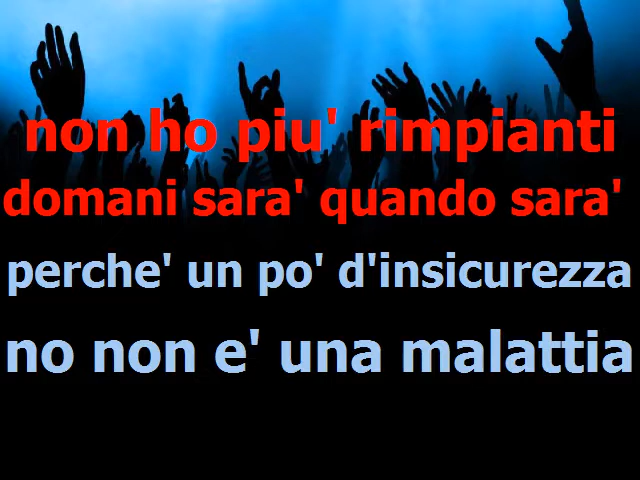 non ho piu' rimpianti
domani sara' quando sara'
perche' un po' d'insicurezza
no non e' una malattia